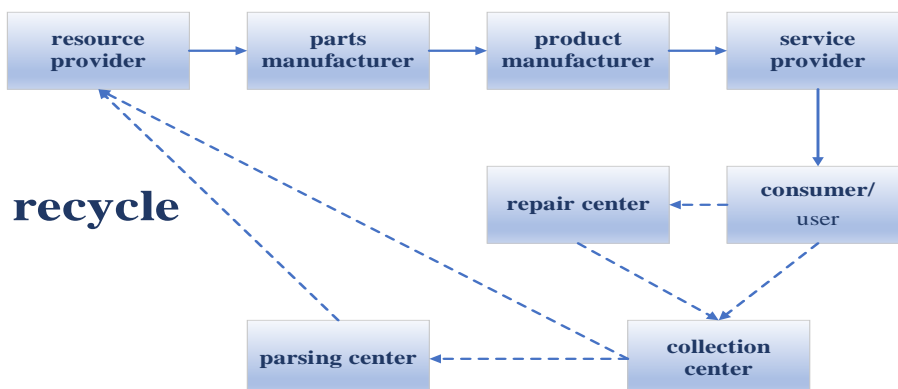 resource
provider
parts
manufacturer
product
manufacturer
service
provider
recycle
repair center
consumer/
user
parsing center
collection
center